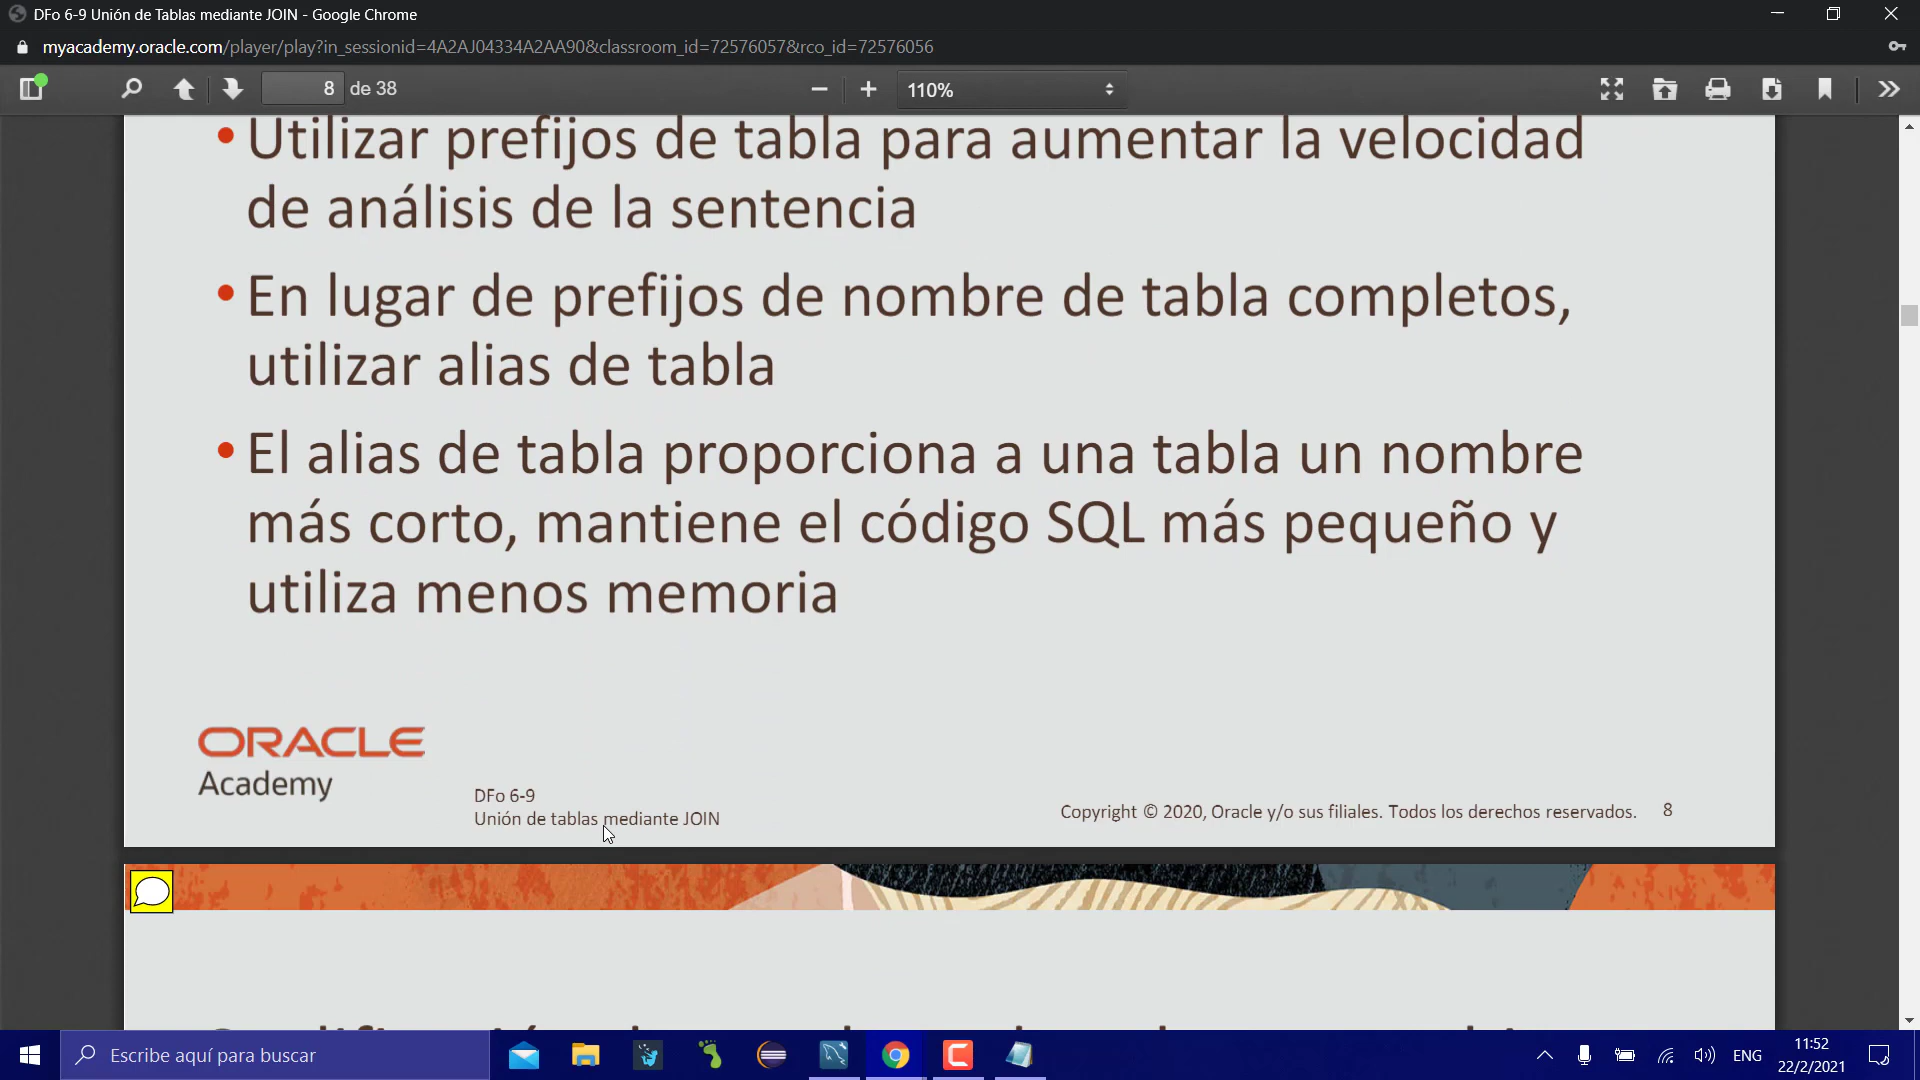 DFo 6-9 Unión de Tablas mediante JOIN - Google Chrome
myacademy.oracle.com/player/play?in_sessionid=4A2AJ04334A2AA90&classroom_id=72576057&rco_id=72576056
8 de 38
110%
• Utilizar prefijos de tabla para aumentar la velocidad
de análisis de la sentencia
• En lugar de prefijos de nombre de tabla completos,
utilizar alias de tabla
• El alias de tabla proporciona a una tabla un nombre
más corto, mantiene el código SQL más pequeño y
utiliza menos memoria
ORACLE
Academy
DFo 6-9
Unión de tablas mediante JOIN
Copyright © 2020, Oracle y/o sus filiales. Todos los derechos reservados. 8
Escribe aquí para buscar
ENG
11:52
22/2/2021